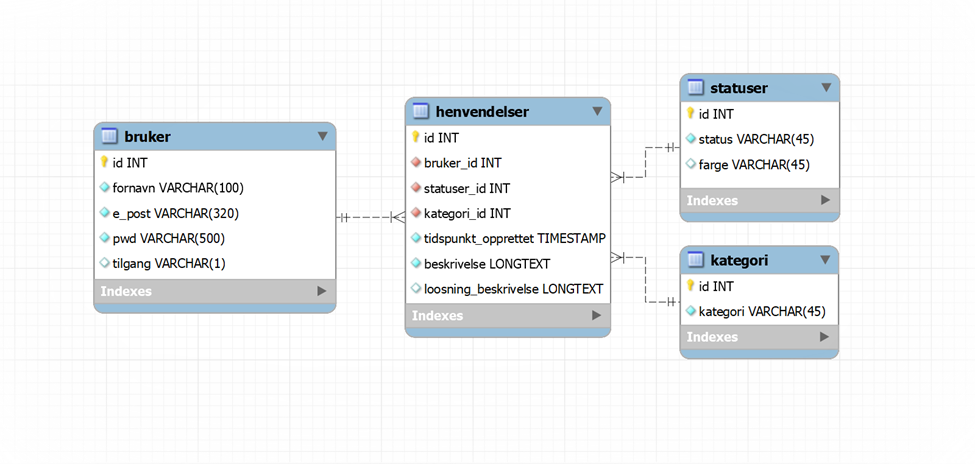 bruker
id INT
fornavn VARCHAR(100)
e_post VARCHAR(320)
pwd VARCHAR(500)
tilgang VARCHAR(1)
Indexes
henvendelser
id INT
bruker_id INT
statuser_id INT
kategori_id INT
tidspunkt_opprettet TIMESTAMP
beskrivelse LONGTEXT
loosning_beskrivelse LONGTEXT
Indexes
statuser
id INT
status VARCHAR(45)
farge VARCHAR(45)
Indexes
kategori
id INT
kategori VARCHAR(45)
Indexes